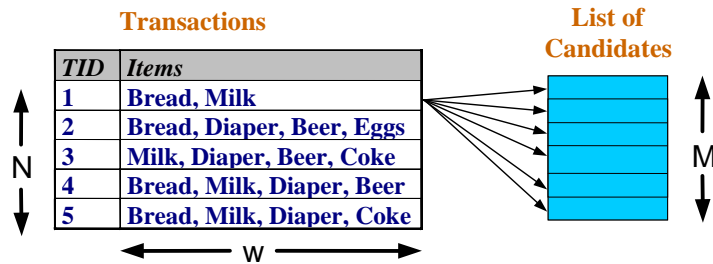 Transactions
List of
Candidates
TID Items
1 Bread, Milk
2 Bread, Diaper, Beer, Eggs
3 Milk, Diaper, Beer, Coke
4 Bread, Milk, Diaper, Beer
5 Bread, Milk, Diaper, Coke
N
M
w